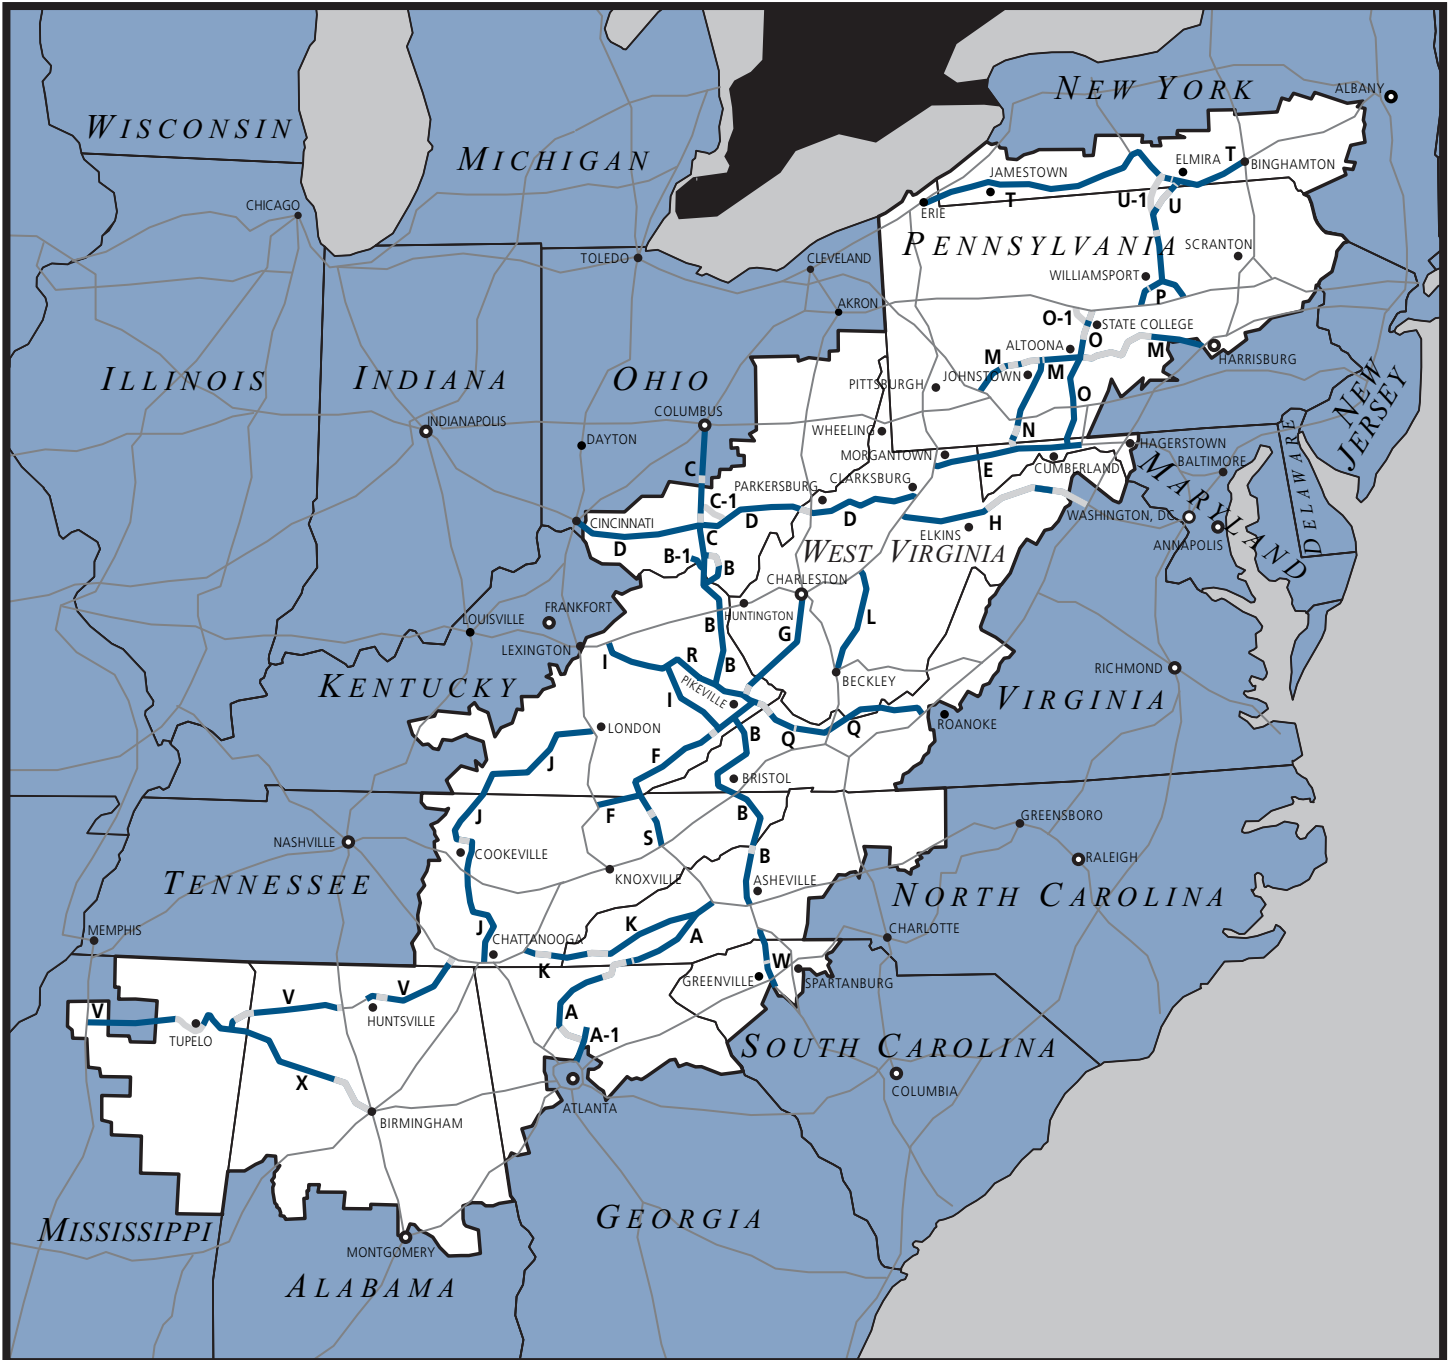 NEW YORK
ALBANY
WISCONSIN
MICHIGAN
ELMIRA
T
BINGHAMTON
JAMESTOWN
T
U-1
U
CHICAGO
ERIE
PENNSYLVANIA
SCRANTON
TOLEDO
CLEVELAND
WILLIAMSPORT
P
AKRON
O-1
STATE COLLEGE
O
ALTOONA
M
M
HARRISBURG
M
ILLINOIS
INDIANA
OHIO
PITTSBURGH
JOHNSTOWN
O
NEW
JERSEY
COLUMBUS
INDIANAPOLIS
DAYTON
WHEELING
N
HAGERSTOWN
MORGANTOWN
E
CUMBERLAND
BALTIMORE
MARYLAND
DELAWARE
D
C
PARKERSBURG
CLARKSBURG
C-1
D
D
CINCINNATI
WASHINGTON, DC
H
ELKINS
ANNAPOLIS
D
C
B-1
B
WEST VIRGINIA
CHARLESTON
FRANKFORT
LOUISVILLE
HUNTINGTON
L
B
G
LEXINGTON
I
R
B
RICHMOND
KENTUCKY
PIKEVILLE
BECKLEY
I
VIRGINIA
LONDON
ROANOKE
B
Q
Q
F
J
BRISTOL
J
F
B
S
GREENSBORO
NASHVILLE
COOKEVILLE
B
RALEIGH
TENNESSEE
KNOXVILLE
ASHEVILLE
NORTH CAROLINA
MEMPHIS
J
CHATTANOOGA
K
A
CHARLOTTE
K
W
GREENVILLE
SPARTANBURG
V
V
V
HUNTSVILLE
A
TUPELO
A-1
SOUTH CAROLINA
X
COLUMBIA
ATLANTA
BIRMINGHAM
MISSISSIPPI
GEORGIA
MONTGOMERY
ALABAMA